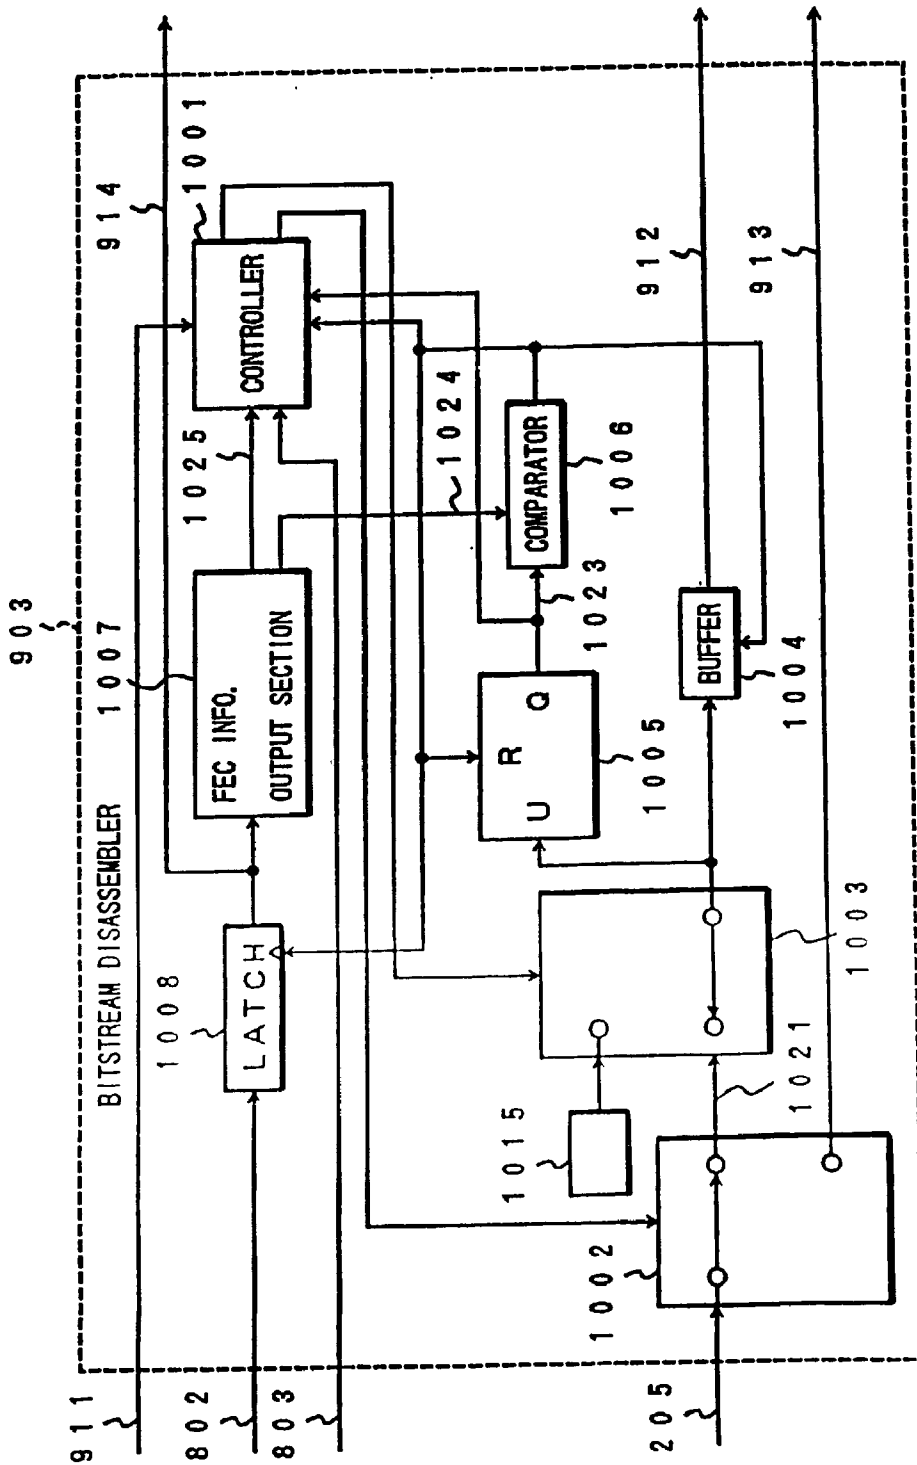 903
BITSTREAM DISASSEMBLER
911
914
802
803
1008
LATCH
1007
FEC INFO.
OUTPUT SECTION
1025
CONTROLLER
1001
1024
COMPARATOR
1006
1023
U
R
Q
1005
912
913
BUFFER
1004
1003
1015
1021
1002
205